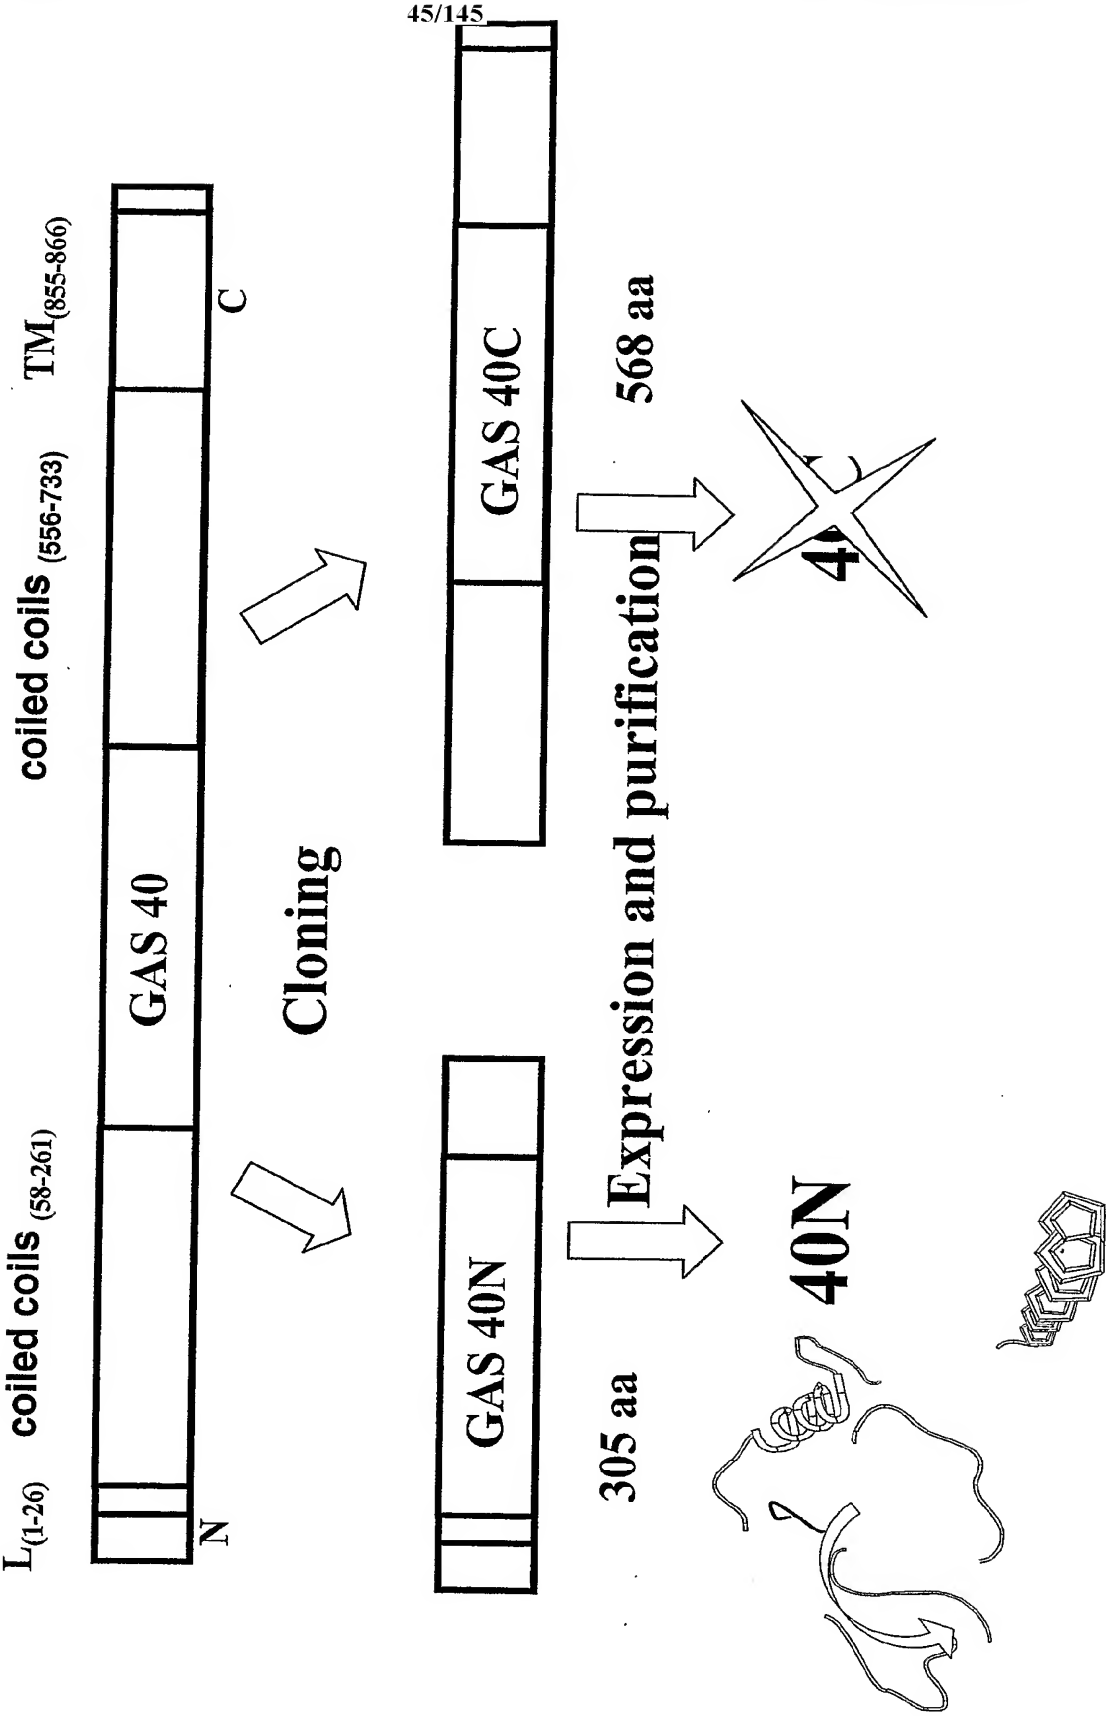 45/145
L(1-26) coiled coils (58-261) coiled coils (556-733) TM(855-866)
GAS 40
N C
Cloning
GAS 40N GAS 40C
305 aa 568 aa
Expression and purification
40N